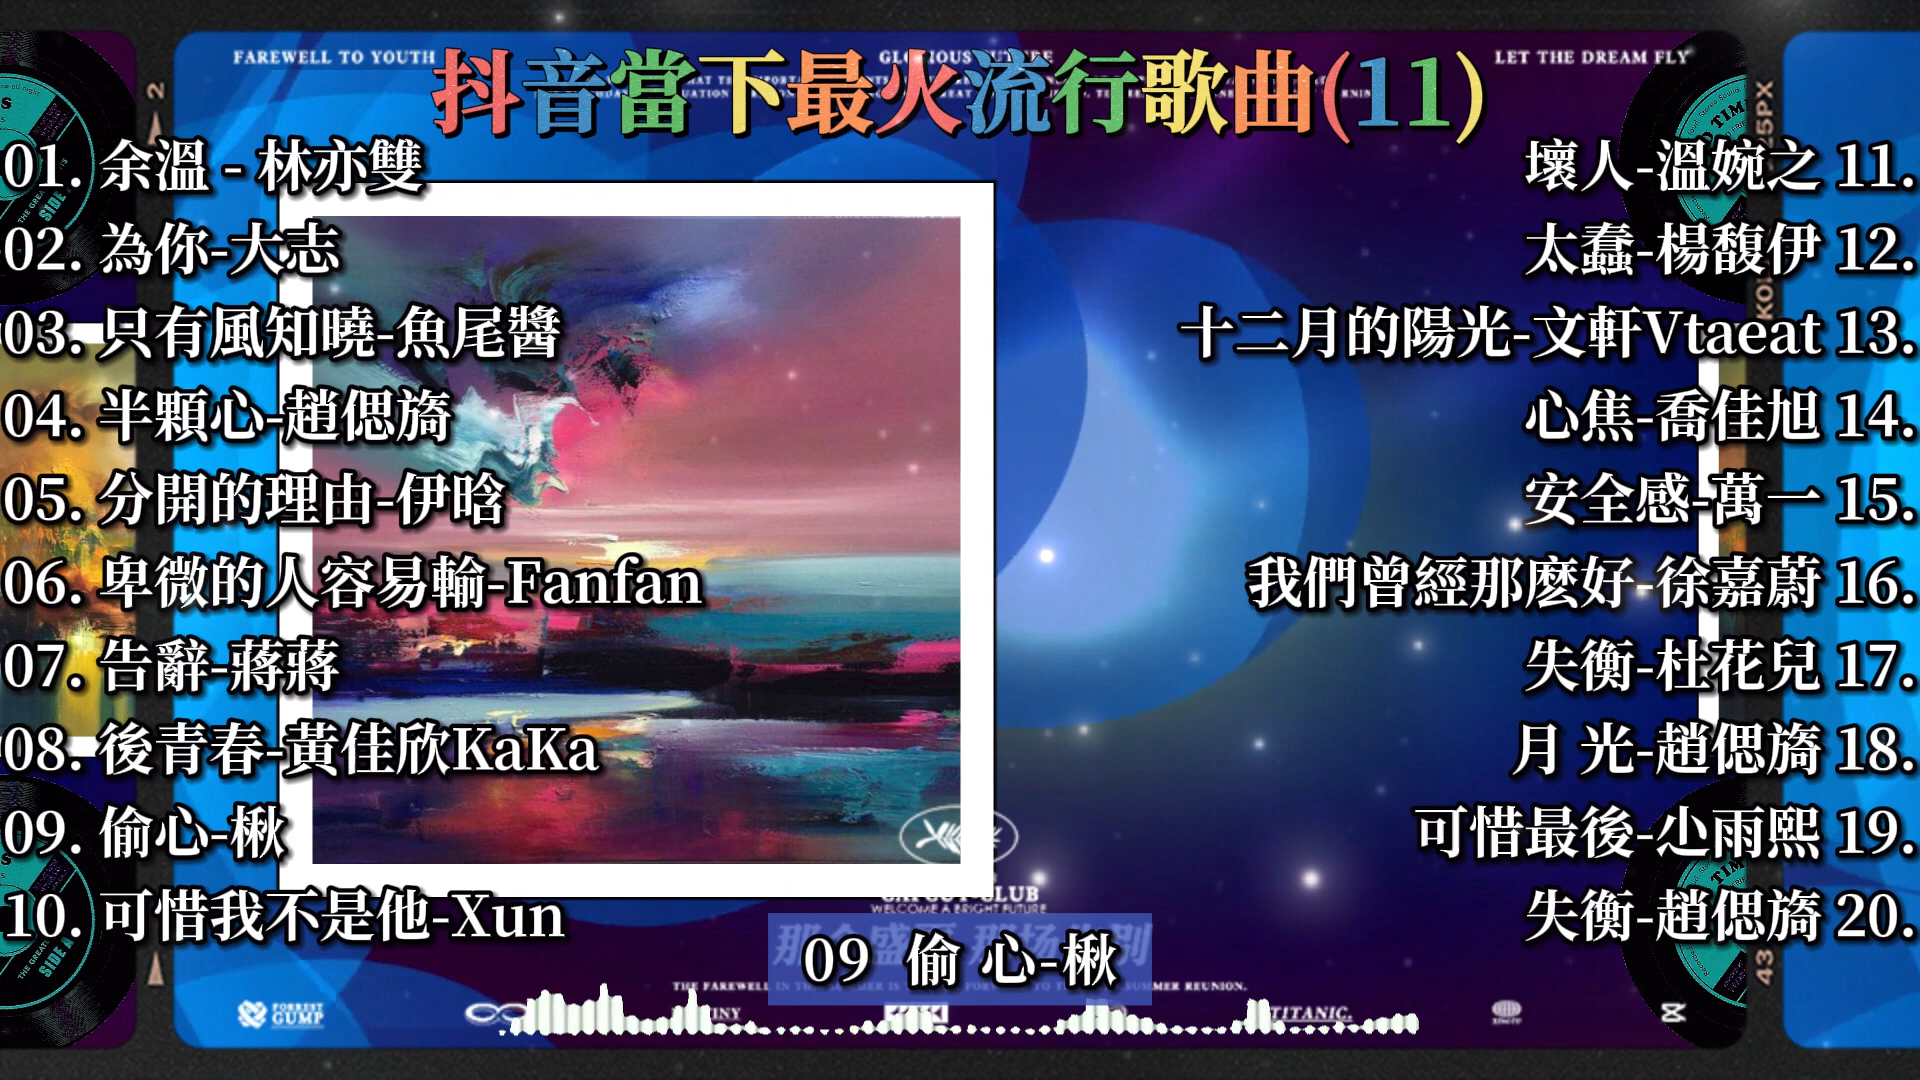 FAREWELL TO YOUTH
LET THE DREAM FLY
抖音當下最火流行歌曲(11)
01. 余溫 - 林亦雙
02. 為你-大志
03. 只有風知曉-魚尾醬
04. 半顆心-趙偲旖
05. 分開的理由-伊晗
06. 卑微的人容易輸-Fanfan
07. 告辭-蔣蔣
08. 後青春-黃佳欣KaKa
09. 偷心-楸
10. 可惜我不是他-Xun
壞人-溫婉之 11.
太蠢-楊馥伊 12.
十二月的陽光-文軒Vtaeat 13.
心焦-喬佳旭 14.
安全感-萬一 15.
我們曾經那麼好-徐嘉蔚 16.
失衡-杜花兒 17.
月 光-趙偲旖 18.
可惜最後-尐雨熙 19.
失衡-趙偲旖 20.
WELCOME A BRIGHT FUTURE
09 偷 心-楸
FORREST
GUMP
TITANIC.